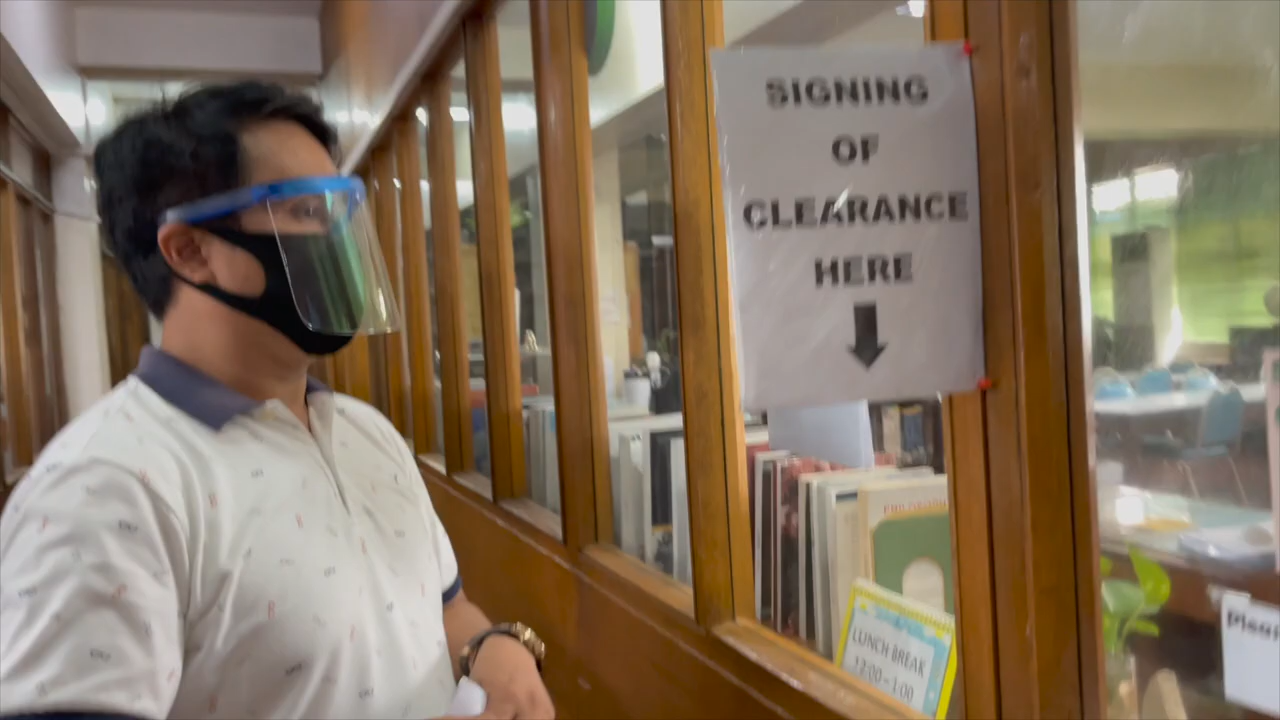 SIGNING
OF
CLEARANCE
HERE
LUNCH BREAK
12:00-1:00